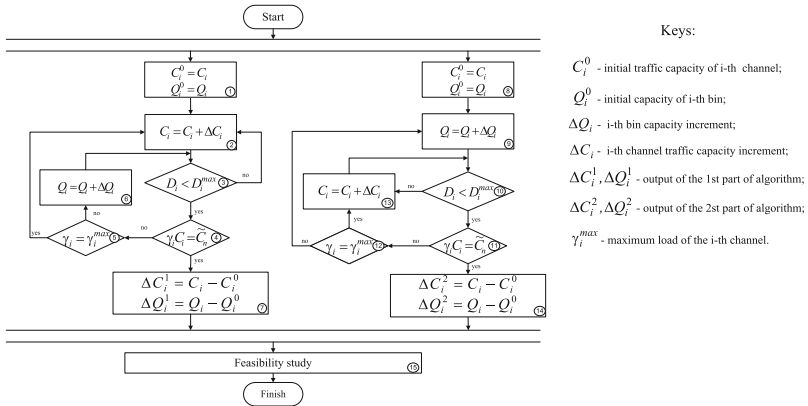 Start
Keys:
C_i^0 = C_i
Q_i^0 = Q_i
1
C_i = C_i + ΔC_i
2
D_i < D_i^max 3
no
yes
Q_i = Q_i + ΔQ_i
6
no
γ_i = γ_i^max 5
yes
no
γ_i C_i = C̃_n 4
yes
ΔC_i^1 = C_i − C_i^0
ΔQ_i^1 = Q_i − Q_i^0
7
C_i^0 = C_i
Q_i^0 = Q_i
8
Q_i = Q_i + ΔQ_i
9
D_i < D_i^max 10
no
yes
C_i = C_i + ΔC_i
13
yes
γ_i = γ_i^max 12
no
no
γ_i C_i = C̃_n 11
yes
ΔC_i^2 = C_i − C_i^0
ΔQ_i^2 = Q_i − Q_i^0
14
Feasibility study
15
Finish
C_i^0 - initial traffic capacity of i-th channel;
Q_i^0 - initial capacity of i-th bin;
ΔQ_i - i-th bin capacity increment;
ΔC_i - i-th channel traffic capacity increment;
ΔC_i^1, ΔQ_i^1 - output of the 1st part of algorithm;
ΔC_i^2, ΔQ_i^2 - output of the 2st part of algorithm;
γ_i^max - maximum load of the i-th channel.